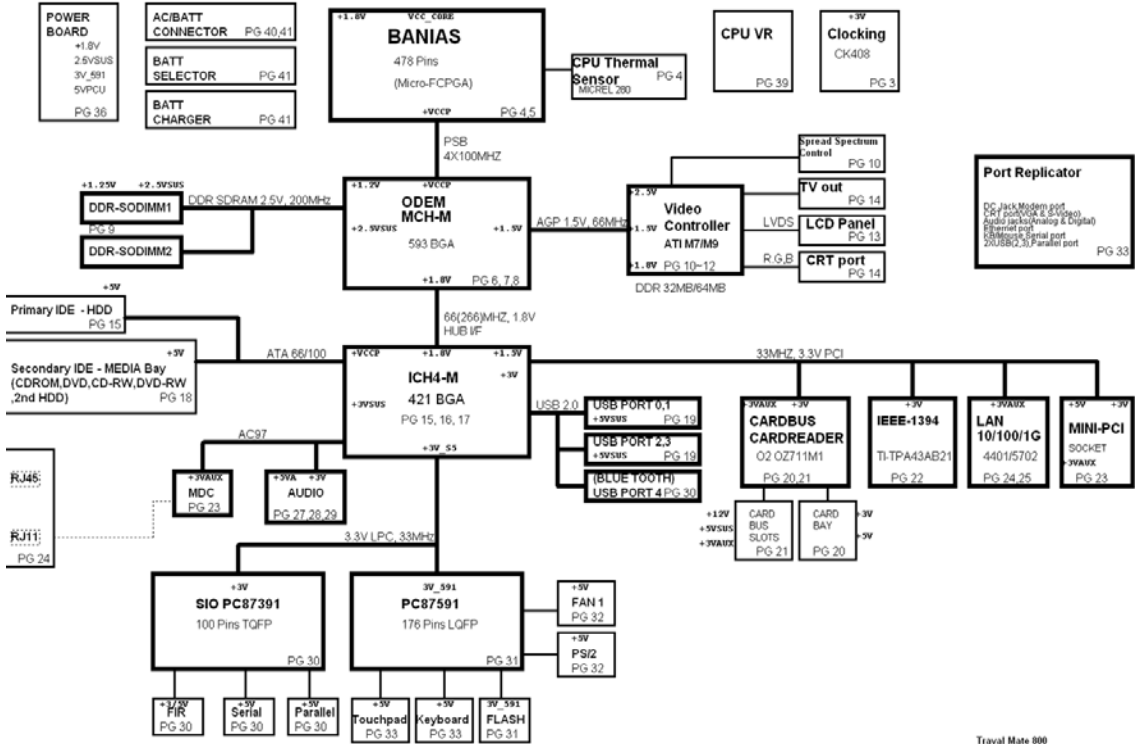 POWER
BOARD
+1.8V
2.5VSUS
3V_591
5VPCU
PG 36
AC/BATT
CONNECTOR PG 40,41
BATT
SELECTOR PG 41
BATT
CHARGER PG 41
+1.8V VCC_CORE
BANIAS
478 Pins
(Micro-FCPGA)
+VCCP PG 4,5
CPU Thermal
Sensor PG 4
MICREL 280
CPU VR
PG 39
+3V
Clocking
CK408
PG 3
PSB
4X100MHZ
Spread Spectrum
Control
PG 10
+1.25V +2.5VSUS
DDR-SODIMM1
PG 9
DDR-SODIMM2
DDR SDRAM 2.5V, 200MHz
+1.2V +VCCP
ODEM
MCH-M
+2.5VSUS +1.5V
593 BGA
PG 6, 7,8
+1.8V
AGP 1.5V, 66MHz
+2.5V
Video
Controller
+1.5V
ATI M7/M9
+1.8V PG 10~12
DDR 32MB/64MB
TV out
PG 14
LVDS
LCD Panel
PG 13
R,G,B
CRT port
PG 14
Port Replicator
DC Jack,Modem port
CRT port(VGA & S-Video)
Audio jacks(Analog & Digital)
Ethernet port
KB/Mouse,Serial port
2XUSB(2,3),Parallel port
PG 33
66(266)MHZ, 1.8V
HUB I/F
+5V
Primary IDE - HDD
PG 15
+5V
Secondary IDE - MEDIA Bay
(CDROM,DVD,CD-RW,DVD-RW
,2nd HDD) PG 18
ATA 66/100
+VCCP +1.8V +1.5V
+3V
ICH4-M
421 BGA
+3VSUS
PG 15, 16, 17
+3V_S5
33MHZ, 3.3V PCI
USB 2.0
USB PORT 0,1
+5VSUS PG 19
USB PORT 2,3
+5VSUS PG 19
(BLUE TOOTH)
USB PORT 4 PG 30
+3VAUX +3V
CARDBUS
CARDREADER
O2 OZ711M1
PG 20,21
+3V
IEEE-1394
TI-TPA43AB21
PG 22
+3VAUX
LAN
10/100/1G
4401/5702
PG 24,25
+5V +3V
MINI-PCI
SOCKET
+3VAUX
PG 23
+12V
+5VSUS
+3VAUX
CARD
BUS
SLOTS
PG 21
CARD
BAY
PG 20
+3V
+5V
AC97
+3VAUX
MDC
PG 23
+5VA +3V
AUDIO
PG 27,28,29
RJ45
RJ11
PG 24
3.3V LPC, 33MHz
+3V
SIO PC87391
100 Pins TQFP
PG 30
3V_591
PC87591
176 Pins LQFP
PG 31
+5V
FAN 1
PG 32
+5V
PS/2
PG 32
+3/5V
FIR
PG 30
+5V
Serial
PG 30
+5V
Parallel
PG 30
+5V
Touchpad
PG 33
+5V
Keyboard
PG 33
3V_591
FLASH
PG 31
Traval Mate 800